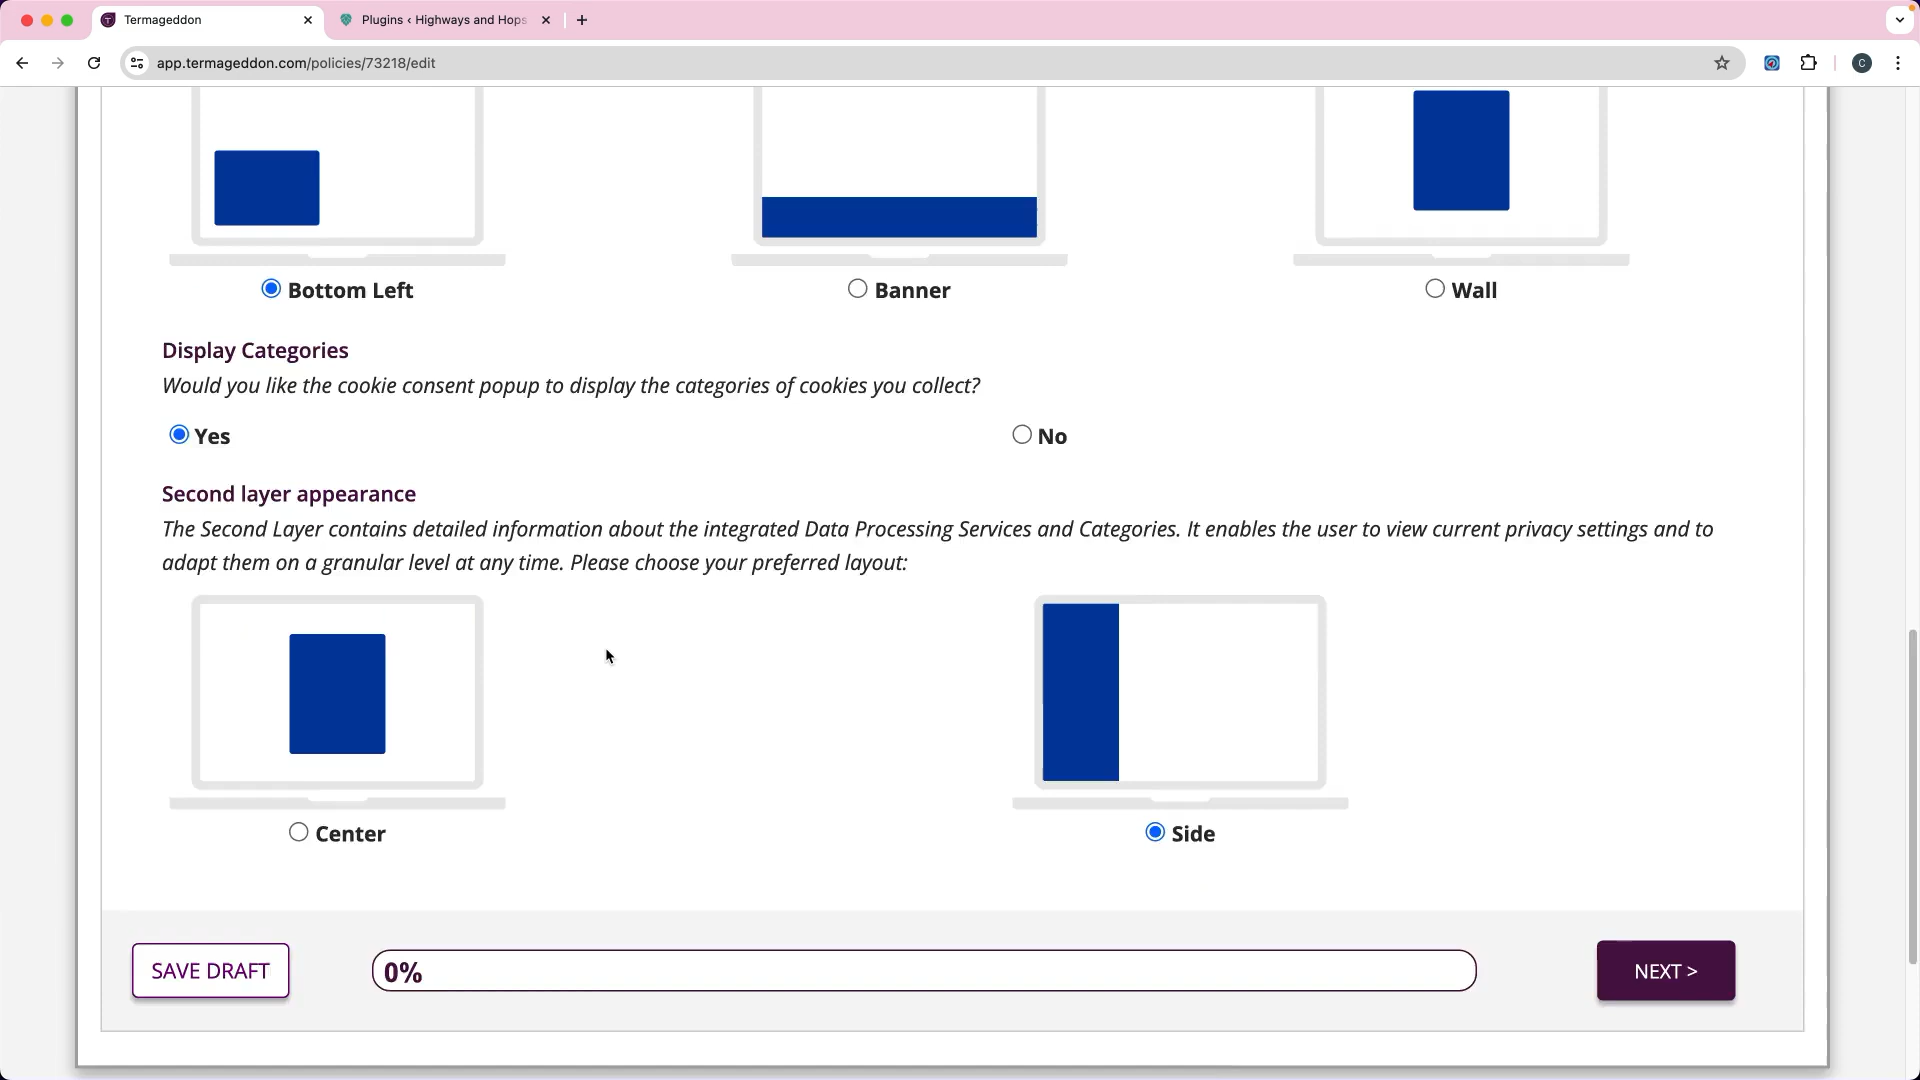 Termageddon
Plugins ‹ Highways and Hops
app.termageddon.com/policies/73218/edit
C
Bottom Left
Banner
Wall
Display Categories
Would you like the cookie consent popup to display the categories of cookies you collect?
Yes
No
Second layer appearance
The Second Layer contains detailed information about the integrated Data Processing Services and Categories. It enables the user to view current privacy settings and to
adapt them on a granular level at any time. Please choose your preferred layout:
Center
Side
SAVE DRAFT
0%
NEXT >